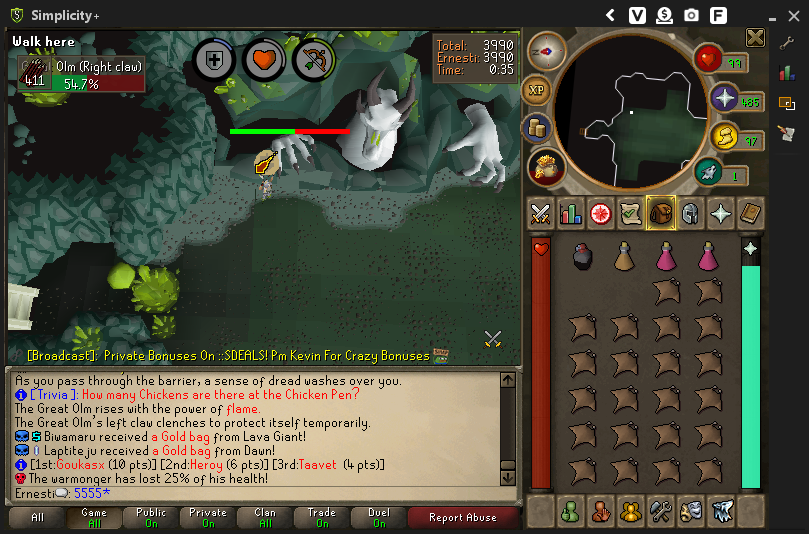 Simplicity+
V
F
Walk here
Great Olm (Right claw)
411
54.7%
Total: 3990
Ernesti: 3990
Time: 0:35
XP
99
486
97
1
[Broadcast]: Private Bonuses On ::SDEALS! Pm Kevin For Crazy Bonuses
As you pass through the barrier, a sense of dread washes over you.
[Trivia]: How many Chickens are there at the Chicken Pen?
The Great Olm rises with the power of flame.
The Great Olm's left claw clenches to protect itself temporarily.
Biwamaru received a Gold bag from Lava Giant!
Laptiteju received a Gold bag from Dawn!
[1st:Goukasx (10 pts)] [2nd:Heroy (6 pts)] [3rd:Taavet (4 pts)]
The warmonger has lost 25% of his health!
Ernesti: 5555*
All
Game
All
Public
On
Private
On
Clan
All
Trade
On
Duel
On
Report Abuse